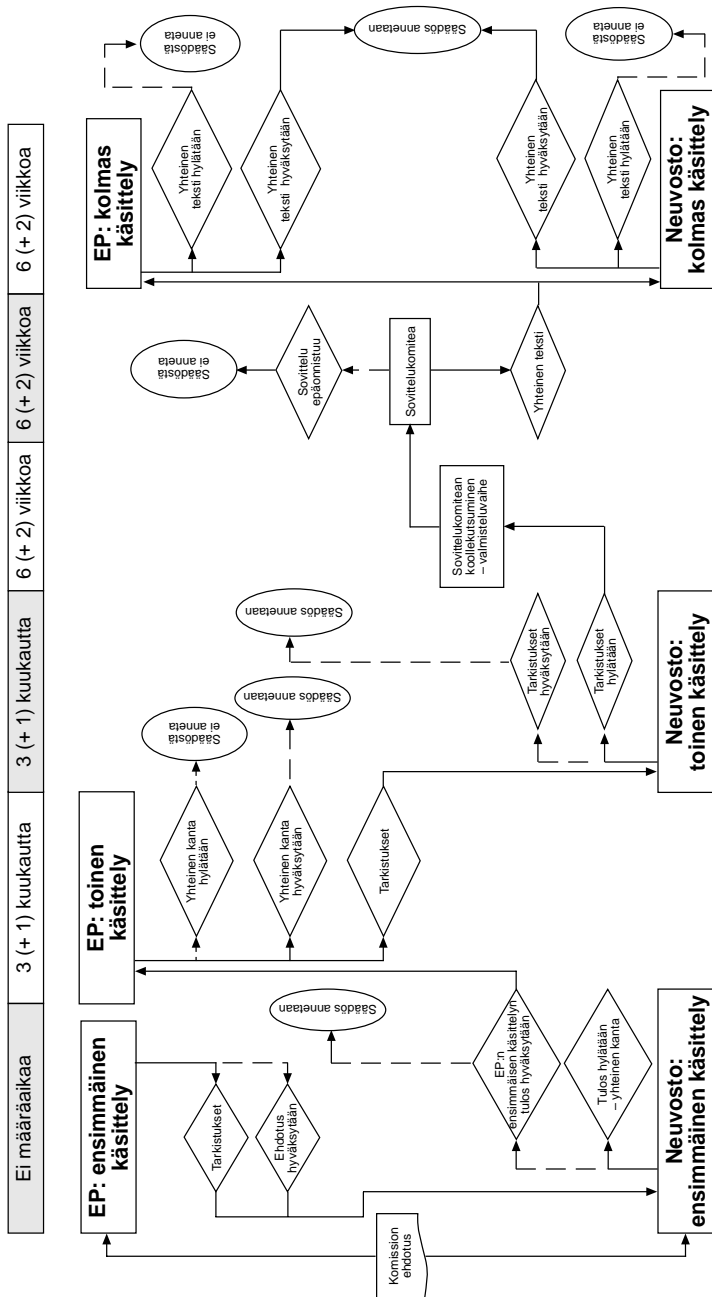 Ei määräaikaa
3 (+ 1) kuukautta
3 (+ 1) kuukautta
6 (+ 2) viikkoa
6 (+ 2) viikkoa
6 (+ 2) viikkoa
Komission
ehdotus
EP: ensimmäinen
käsittely
Tarkistukset
Ehdotus
hyväksytään
Säädös annetaan
EP:n
ensimmäisen käsittelyn
tulos hyväksytään
Tulos hylätään
– yhteinen kanta
Neuvosto:
ensimmäinen käsittely
EP: toinen
käsittely
Yhteinen kanta
hylätään
Säädöstä
ei anneta
Yhteinen kanta
hyväksytään
Säädös annetaan
Tarkistukset
Säädös annetaan
Tarkistukset
hyväksytään
Tarkistukset
hylätään
Neuvosto:
toinen käsittely
Sovittelukomitean
koollekutsuminen
– valmisteluvaihe
Säädöstä
ei anneta
Sovittelu
epäonnistuu
Sovittelukomitea
Yhteinen teksti
EP: kolmas
käsittely
Yhteinen
teksti hylätään
Säädöstä
ei anneta
Yhteinen
teksti hyväksytään
Säädös annetaan
Yhteinen
teksti hyväksytään
Yhteinen
teksti hylätään
Säädöstä
ei anneta
Neuvosto:
kolmas käsittely